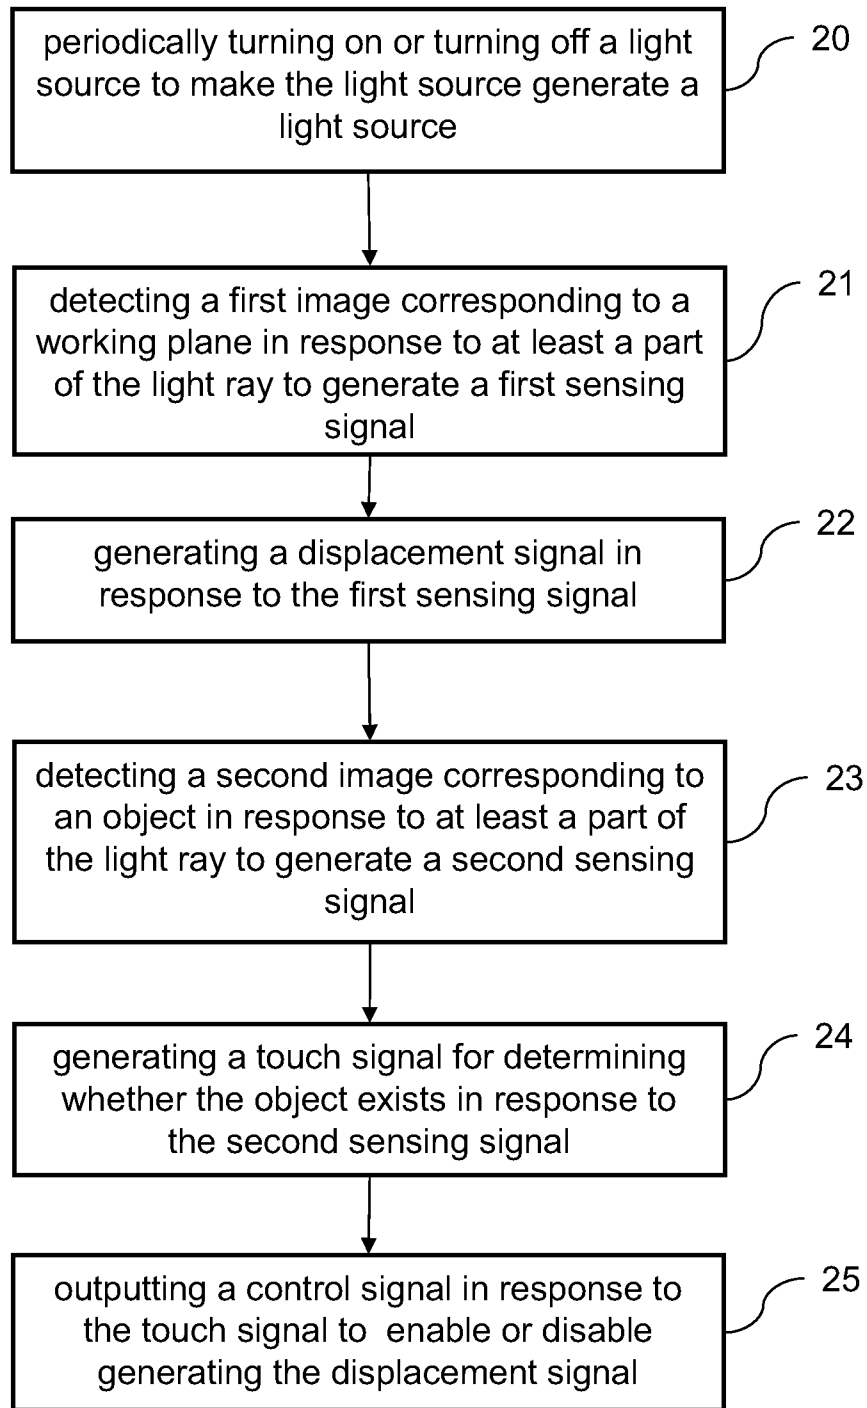 periodically turning on or turning off a light
source to make the light source generate a
light source
20
detecting a first image corresponding to a
working plane in response to at least a part
of the light ray to generate a first sensing
signal
21
generating a displacement signal in
response to the first sensing signal
22
detecting a second image corresponding to
an object in response to at least a part of
the light ray to generate a second sensing
signal
23
generating a touch signal for determining
whether the object exists in response to
the second sensing signal
24
outputting a control signal in response to
the touch signal to enable or disable
generating the displacement signal
25